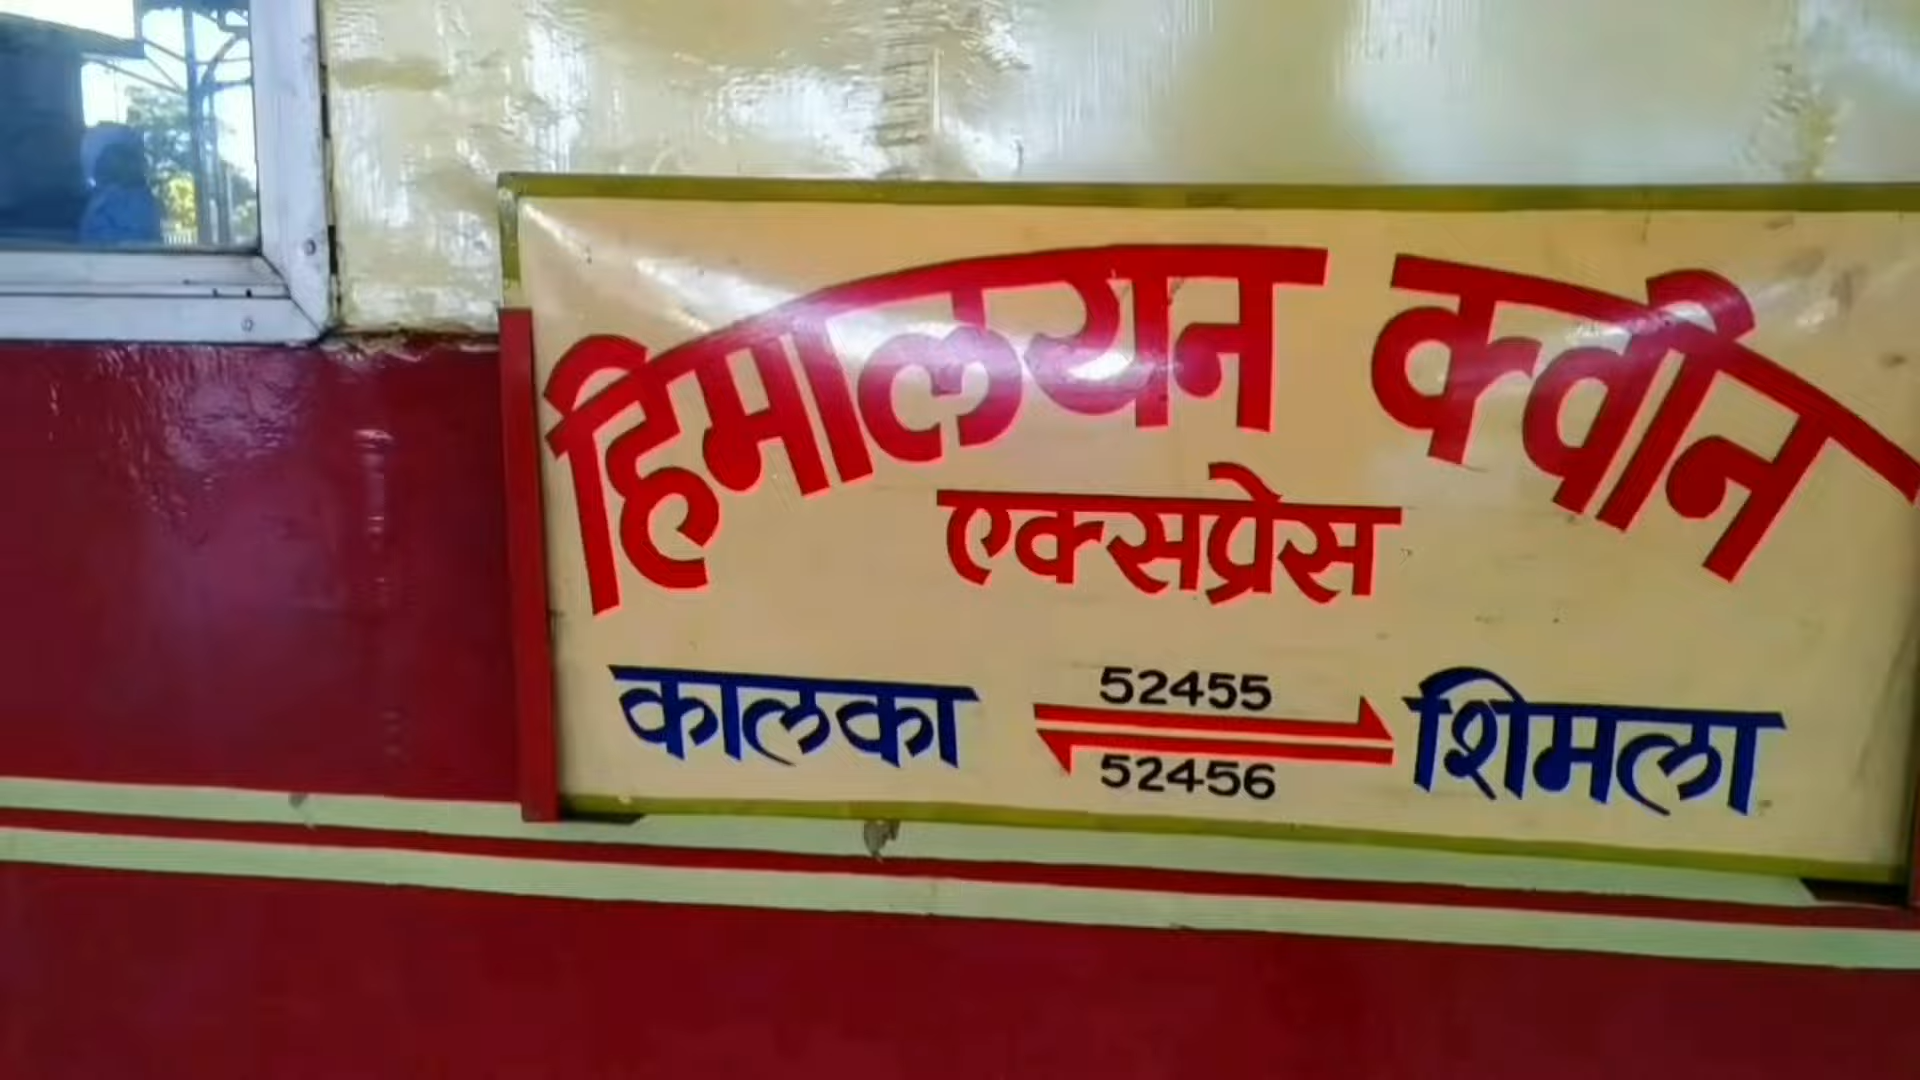 हिमालयन क्वीन
एक्सप्रेस
52455
कालका शिमला
52456